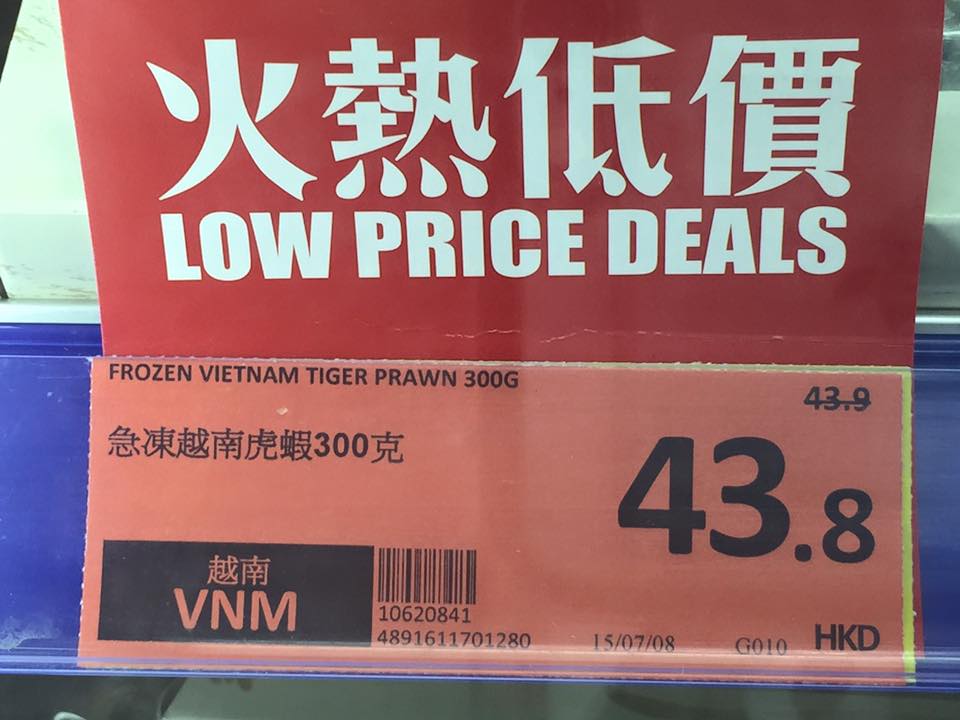 火熱低價
LOW PRICE DEALS
FROZEN VIETNAM TIGER PRAWN 300G
43.9
急凍越南虎蝦300克
43.8
越南
VNM
10620841
4891611701280
15/07/08
G010
HKD